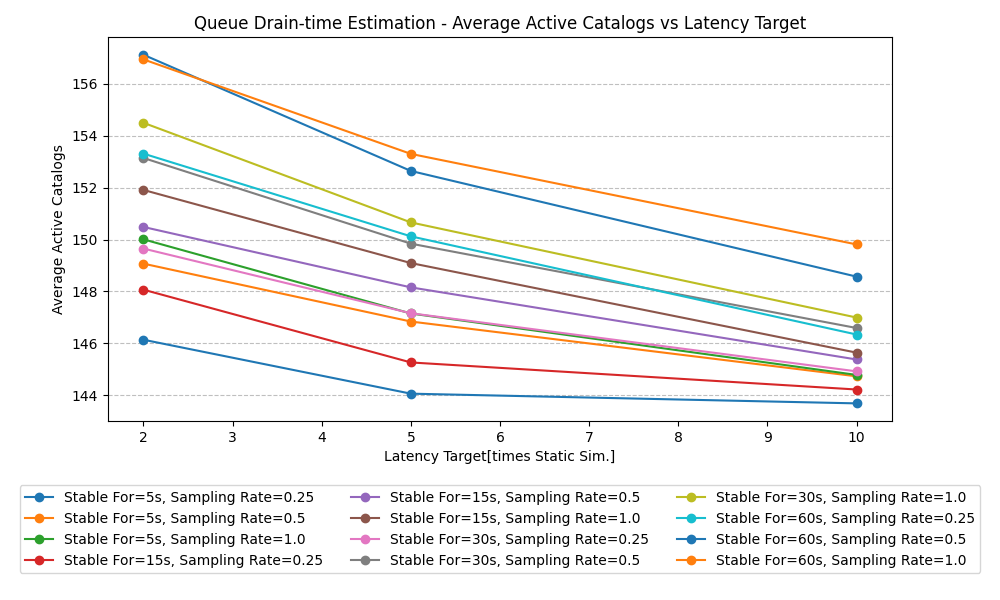 Queue Drain-time Estimation - Average Active Catalogs vs Latency Target
Average Active Catalogs
156
154
152
150
148
146
144
2 3 4 5 6 7 8 9 10
Latency Target[times Static Sim.]
Stable For=5s, Sampling Rate=0.25
Stable For=5s, Sampling Rate=0.5
Stable For=5s, Sampling Rate=1.0
Stable For=15s, Sampling Rate=0.25
Stable For=15s, Sampling Rate=0.5
Stable For=15s, Sampling Rate=1.0
Stable For=30s, Sampling Rate=0.25
Stable For=30s, Sampling Rate=0.5
Stable For=30s, Sampling Rate=1.0
Stable For=60s, Sampling Rate=0.25
Stable For=60s, Sampling Rate=0.5
Stable For=60s, Sampling Rate=1.0